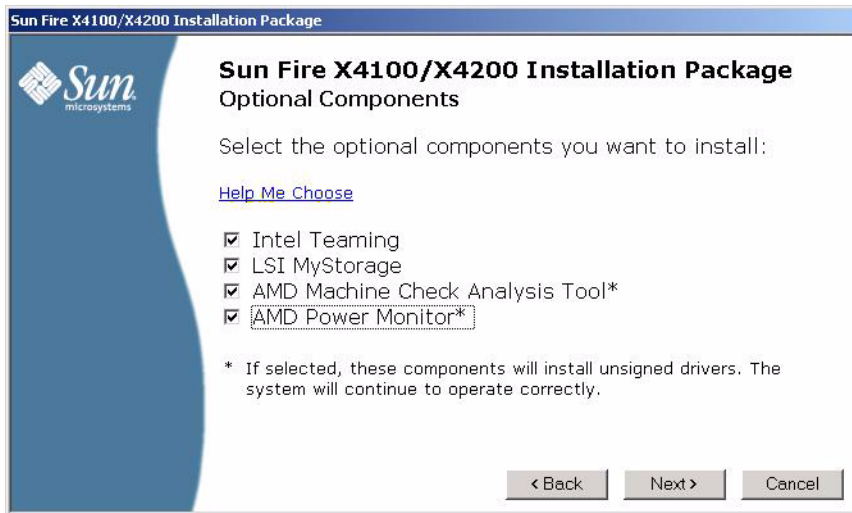 Sun Fire X4100/X4200 Installation Package
Sun
microsystems
Sun Fire X4100/X4200 Installation Package
Optional Components
Select the optional components you want to install:
Help Me Choose
Intel Teaming
LSI MyStorage
AMD Machine Check Analysis Tool*
AMD Power Monitor*
* If selected, these components will install unsigned drivers. The
system will continue to operate correctly.
< Back
Next >
Cancel